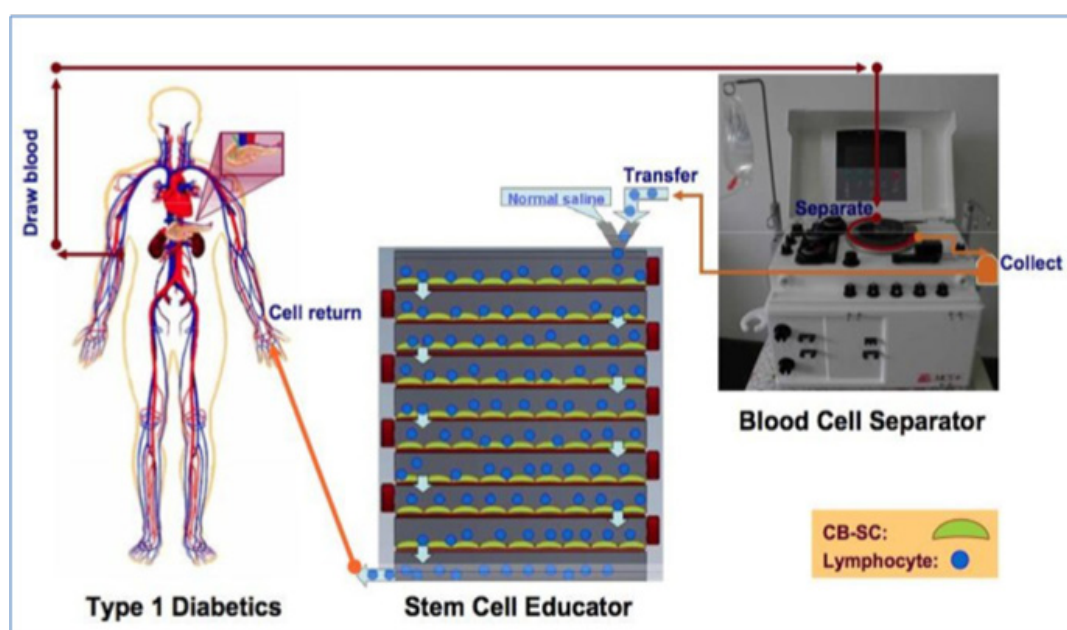 Draw blood
Transfer
Normal saline
Separate
Collect
Cell return
Blood Cell Separator
CB-SC:
Lymphocyte:
Type 1 Diabetics
Stem Cell Educator